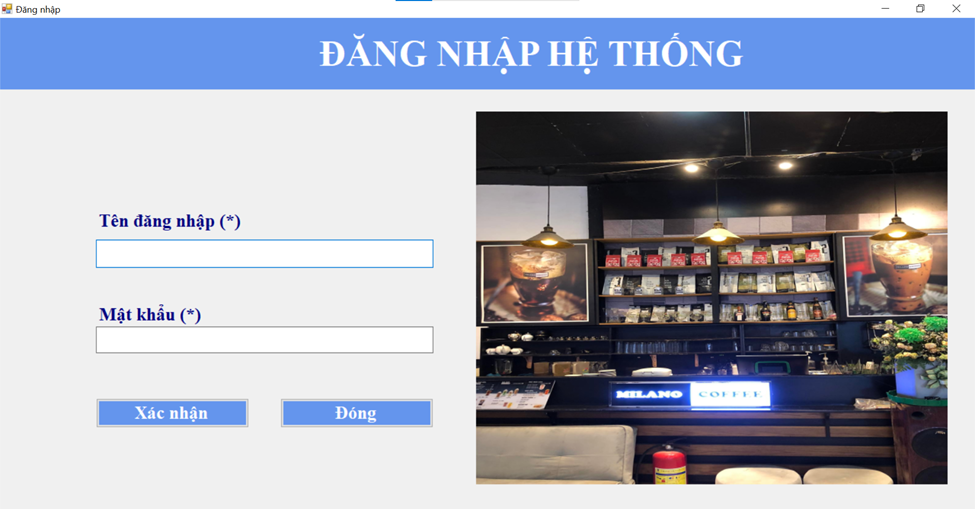 Đăng nhập
ĐĂNG NHẬP HỆ THỐNG
Tên đăng nhập (*)
Mật khẩu (*)
Xác nhận
Đóng
MILANO COFFEE